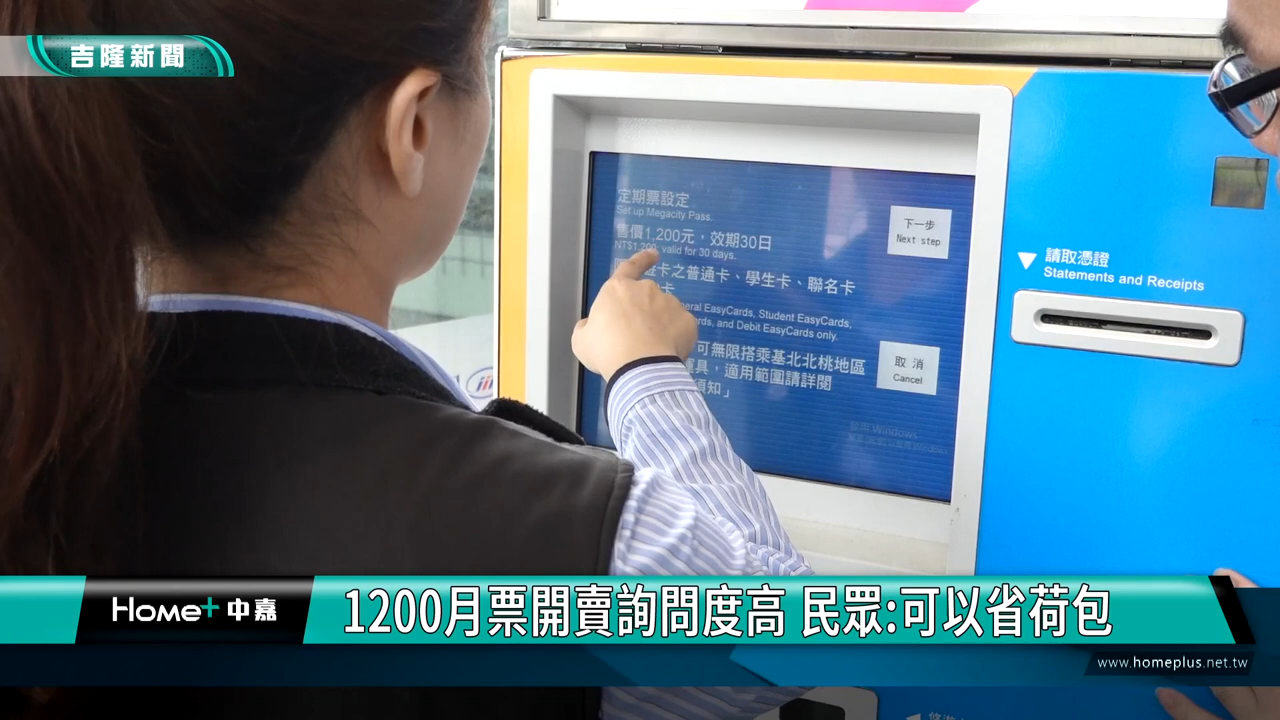 吉隆新聞
定期票設定
Set up Megacity Pass.
售價1,200元，效期30日
NT$1,200, valid for 30 days.
卡之普通卡、學生卡、聯名卡
卡
EasyCards, Student EasyCards,
and Debit EasyCards only.
可無限搭乘基北北桃地區
具，適用範圍請詳閱
知」
下一步
Next step
取 消
Cancel
啟用 Windows
請取憑證
Statements and Receipts
Home+ 中嘉
1200月票開賣詢問度高 民眾:可以省荷包
www.homeplus.net.tw